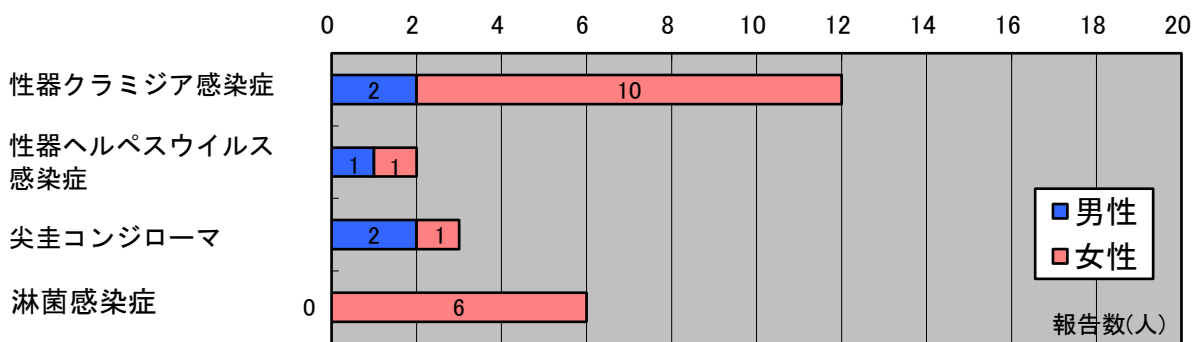 0 2 4 6 8 10 12 14 16 18 20
性器クラミジア感染症 2 10
性器ヘルペスウイルス
感染症 1 1
尖圭コンジローマ 2 1
淋菌感染症 0 6
男性
女性
報告数(人)